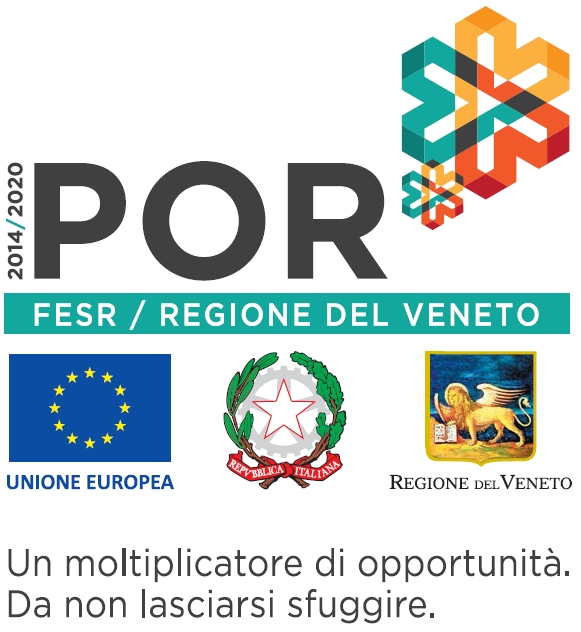 2014/2020
POR
FESR / REGIONE DEL VENETO
UNIONE EUROPEA
REPVBBLICA ITALIANA
REGIONE DEL VENETO
Un moltiplicatore di opportunità.
Da non lasciarsi sfuggire.